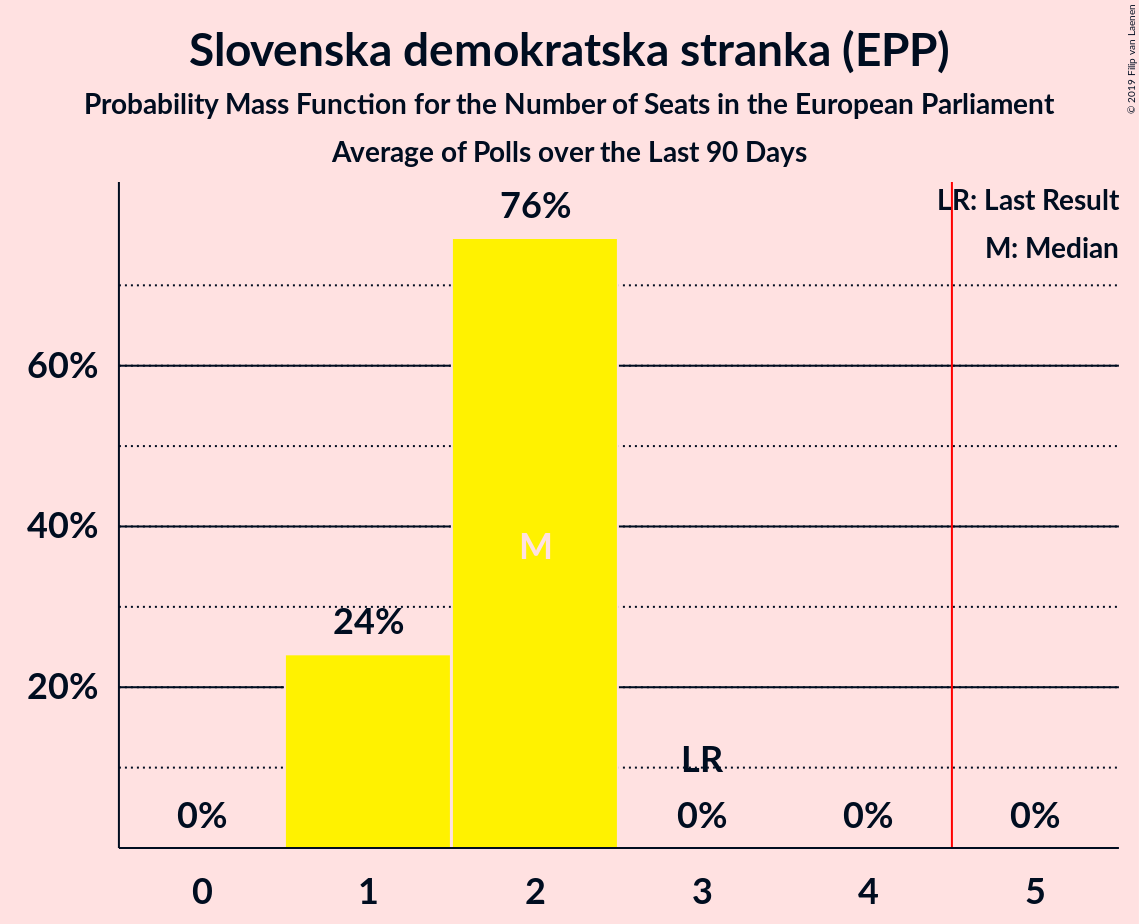 Slovenska demokratska stranka (EPP)
Probability Mass Function for the Number of Seats in the European Parliament
Average of Polls over the Last 90 Days
© 2019 Filip van Laenen
LR: Last Result
M: Median
76%
60%
40%
M
24%
20%
LR
0%
0%
0%
0%
0
1
2
3
4
5